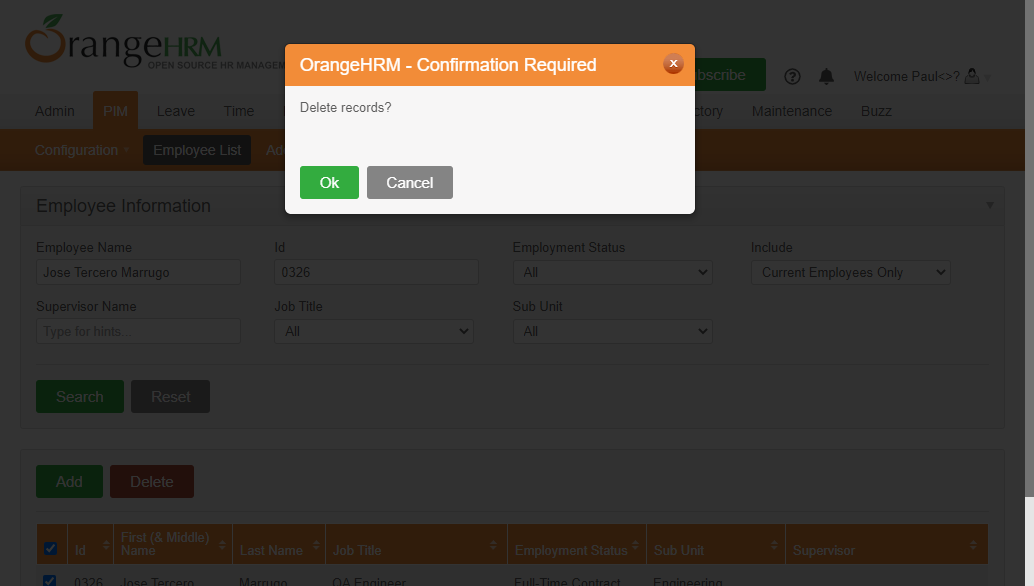 OrangeHRM
OPEN SOURCE HR MANAGEM
OrangeHRM - Confirmation Required
x
Delete records?
Ok Cancel
bscribe
Welcome Paul<>?
Admin PIM Leave Time ctory Maintenance Buzz
Configuration Employee List Ad
Employee Information
Employee Name Id Employment Status Include
Jose Tercero Marrugo 0326 All Current Employees Only
Supervisor Name Job Title Sub Unit
Type for hints... All All
Search Reset
Add Delete
Id First (& Middle) Name Last Name Job Title Employment Status Sub Unit Supervisor
0326 Jose Tercero Marrugo QA Engineer Full-Time Contract Engineering